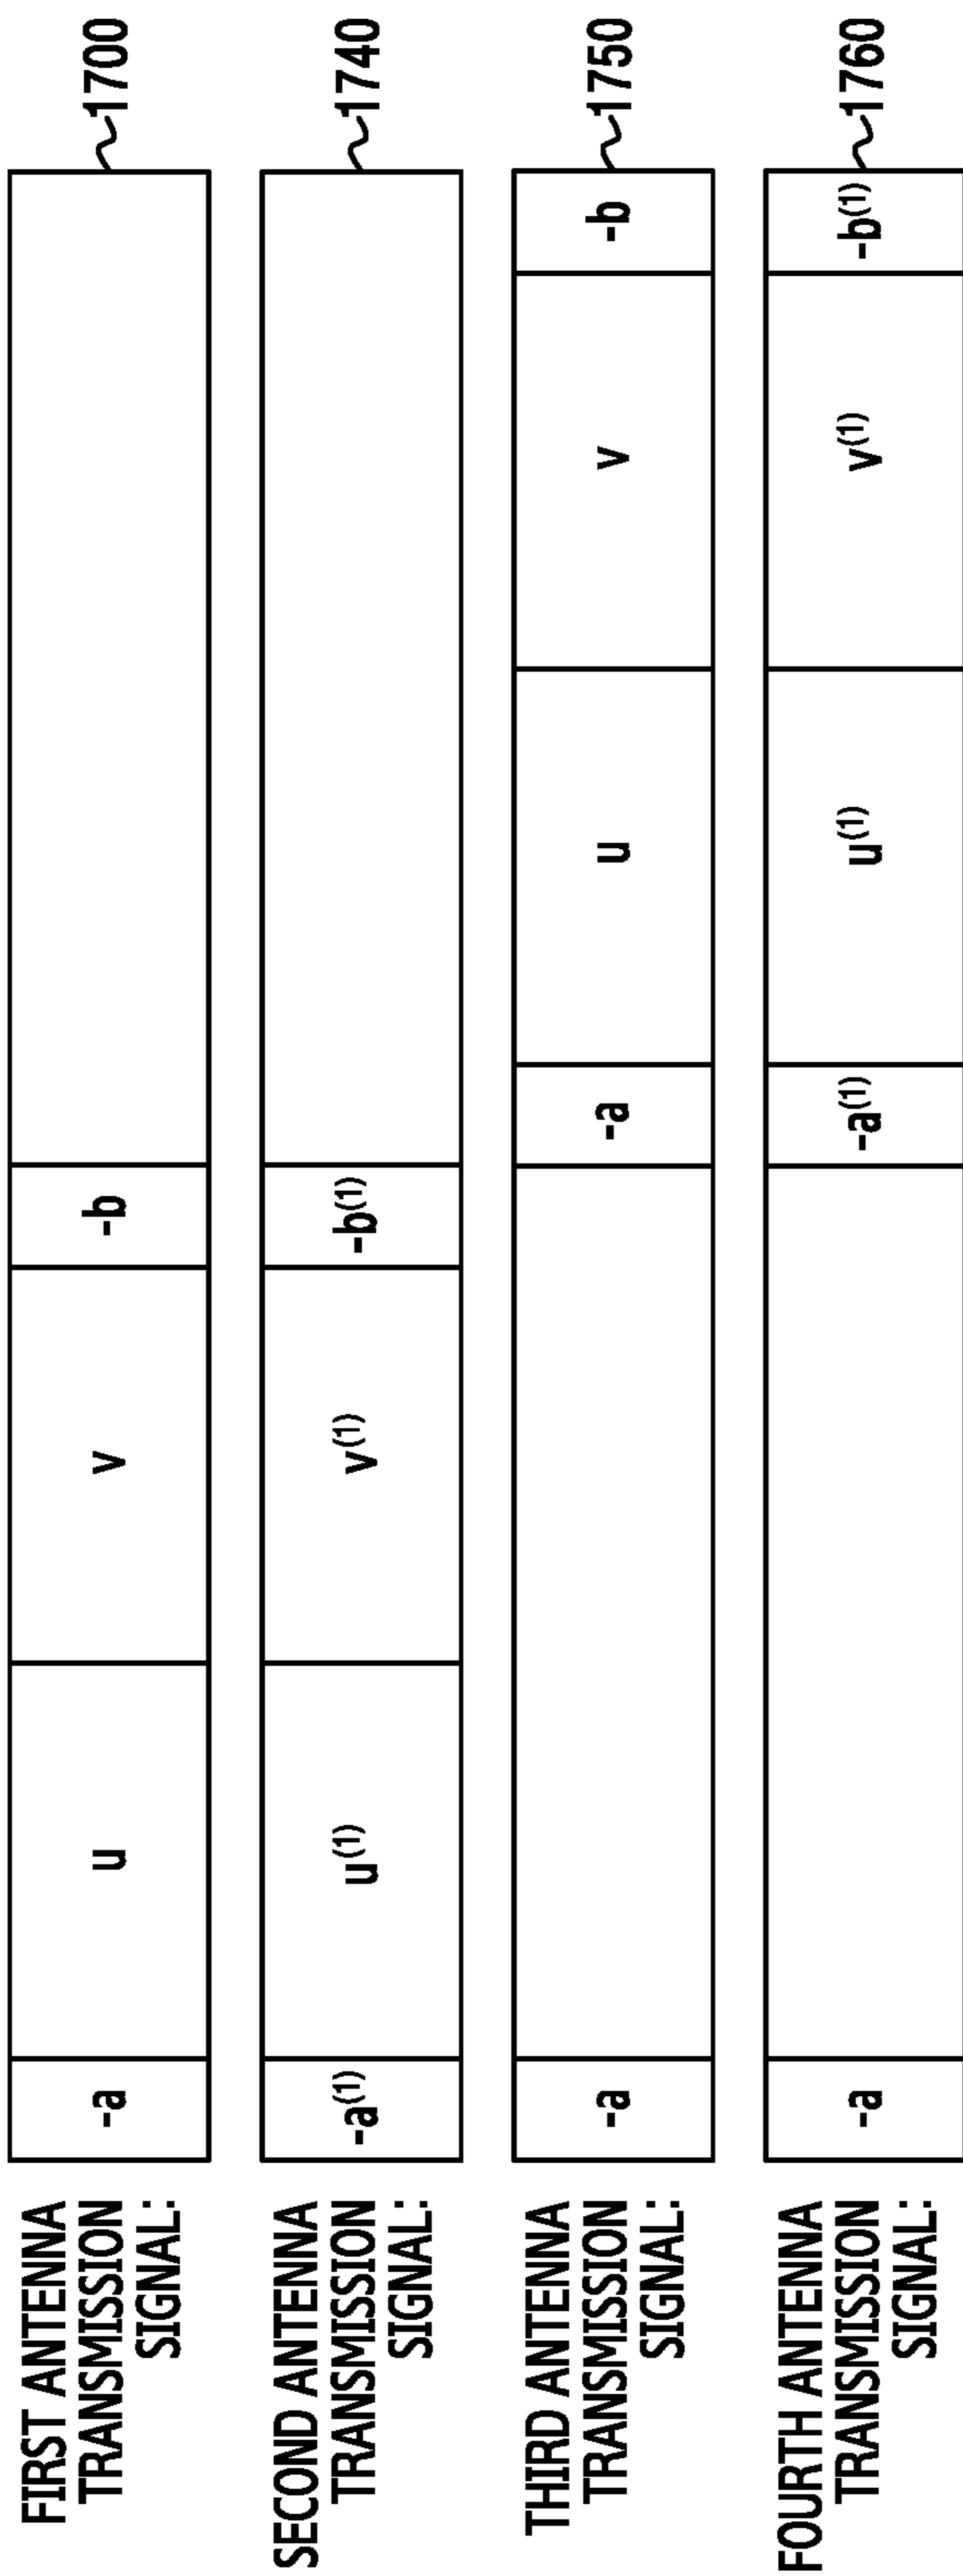 FIRST ANTENNA
TRANSMISSION
SIGNAL:
-a u v -b 1700
SECOND ANTENNA
TRANSMISSION
SIGNAL:
-a(1) u(1) v(1) -b(1) 1740
THIRD ANTENNA
TRANSMISSION
SIGNAL:
-a -a u v -b 1750
FOURTH ANTENNA
TRANSMISSION
SIGNAL:
-a -a(1) u(1) v(1) -b(1) 1760